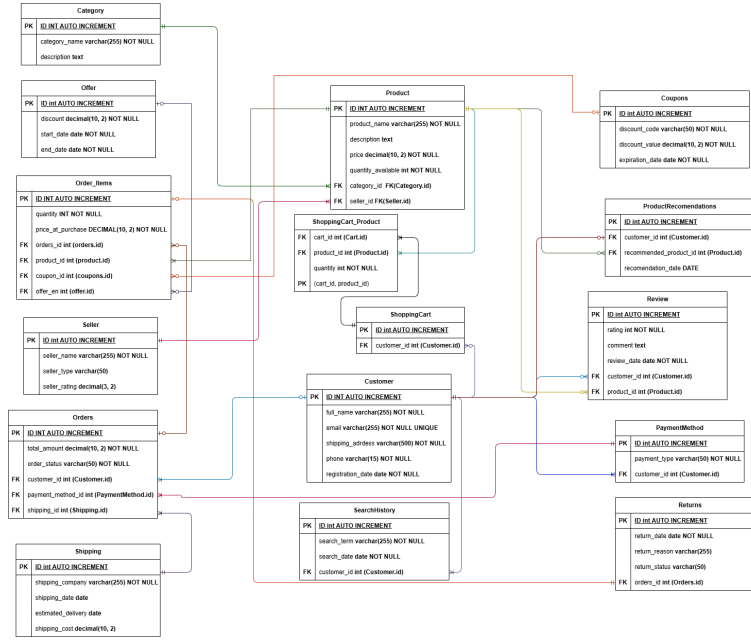 Category
PK ID INT AUTO INCREMENT
category_name varchar(255) NOT NULL
description text
Offer
PK ID int AUTO INCREMENT
discount decimal(10, 2) NOT NULL
start_date date NOT NULL
end_date date NOT NULL
Order_Items
PK ID INT AUTO INCREMENT
quantity INT NOT NULL
price_at_purchase DECIMAL(10, 2) NOT NULL
FK orders_id int (orders.id)
FK product_id int (product.id)
FK coupon_id int (coupons.id)
FK offer_en int (offer.id)
Seller
PK ID int AUTO INCREMENT
seller_name varchar(255) NOT NULL
seller_type varchar(50)
seller_rating decimal(3, 2)
Orders
PK ID INT AUTO INCREMENT
total_amount decimal(10, 2) NOT NULL
order_status varchar(50) NOT NULL
FK customer_id int (Customer.id)
FK payment_method_id int (PaymentMethod.id)
FK shipping_id int (Shipping.id)
Shipping
PK ID int AUTO INCREMENT
shipping_company varchar(255) NOT NULL
shipping_date date
estimated_delivery date
shipping_cost decimal(10, 2)
Product
PK ID INT AUTO INCREMENT
product_name varchar(255) NOT NULL
description text
price decimal(10, 2) NOT NULL
quantity_available int NOT NULL
FK category_id FK(Category.id)
FK seller_id FK(Seller.id)
ShoppingCart_Product
FK cart_id int (Cart.id)
FK product_id int (Product.id)
quantity int NOT NULL
PK (cart_id, product_id)
ShoppingCart
PK ID int AUTO INCREMENT
FK customer_id int (Customer.id)
Customer
PK ID INT AUTO INCREMENT
full_name varchar(255) NOT NULL
email varchar(255) NOT NULL UNIQUE
shipping_adrdess varchar(500) NOT NULL
phone varchar(15) NOT NULL
registration_date date NOT NULL
SearchHistory
PK ID int AUTO INCREMENT
search_term varchar(255) NOT NULL
search_date date NOT NULL
FK customer_id int (Customer.id)
Coupons
PK ID int AUTO INCREMENT
discount_code varchar(50) NOT NULL
discount_value decimal(10, 2) NOT NULL
expiration_date date NOT NULL
ProductRecomendations
PK ID int AUTO INCREMENT
FK customer_id int (Customer.id)
FK recommended_product_id int (Product.id)
recomendation_date DATE
Review
PK ID int AUTO INCREMENT
rating int NOT NULL
comment text
review_date date NOT NULL
FK customer_id int (Customer.id)
FK product_id int (Product.id)
PaymentMethod
PK ID int AUTO INCREMENT
payment_type varchar(50) NOT NULL
FK customer_id int (Customer.id)
Returns
PK ID int AUTO INCREMENT
return_date date NOT NULL
return_reason varchar(255)
return_status varchar(50)
FK orders_id int (Orders.id)